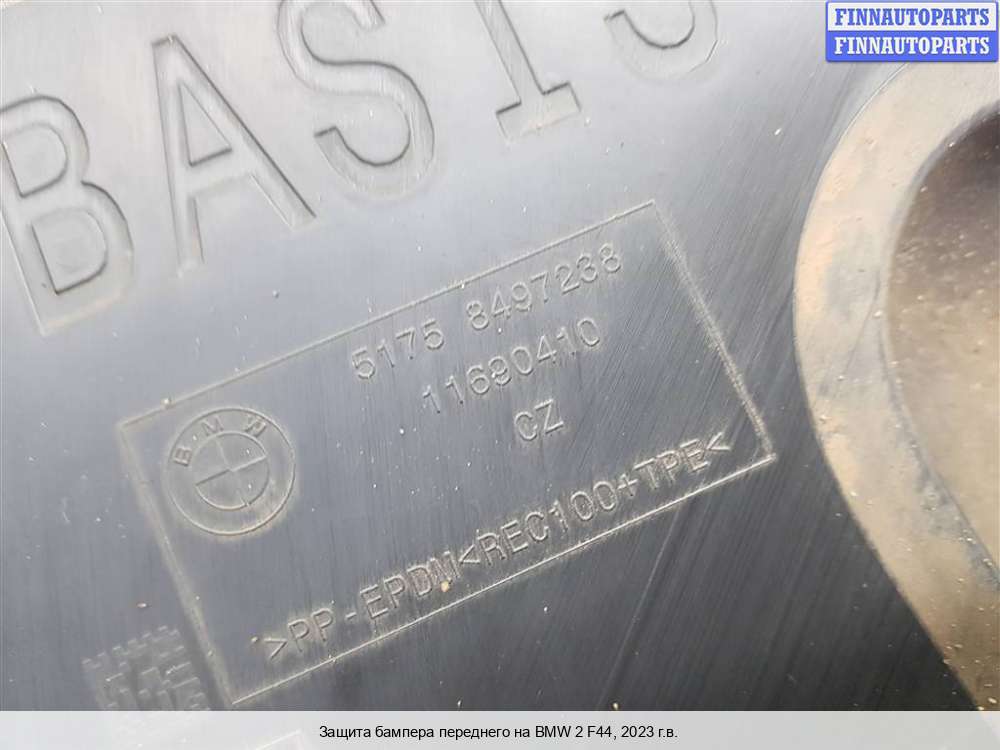 FINNAUTOPARTS
FINNAUTOPARTS
BASIS
5175 8497238
11690410
CZ
BMW
>PP-EPDM<REC100+TPE<
Защита бампера переднего на BMW 2 F44, 2023 г.в.